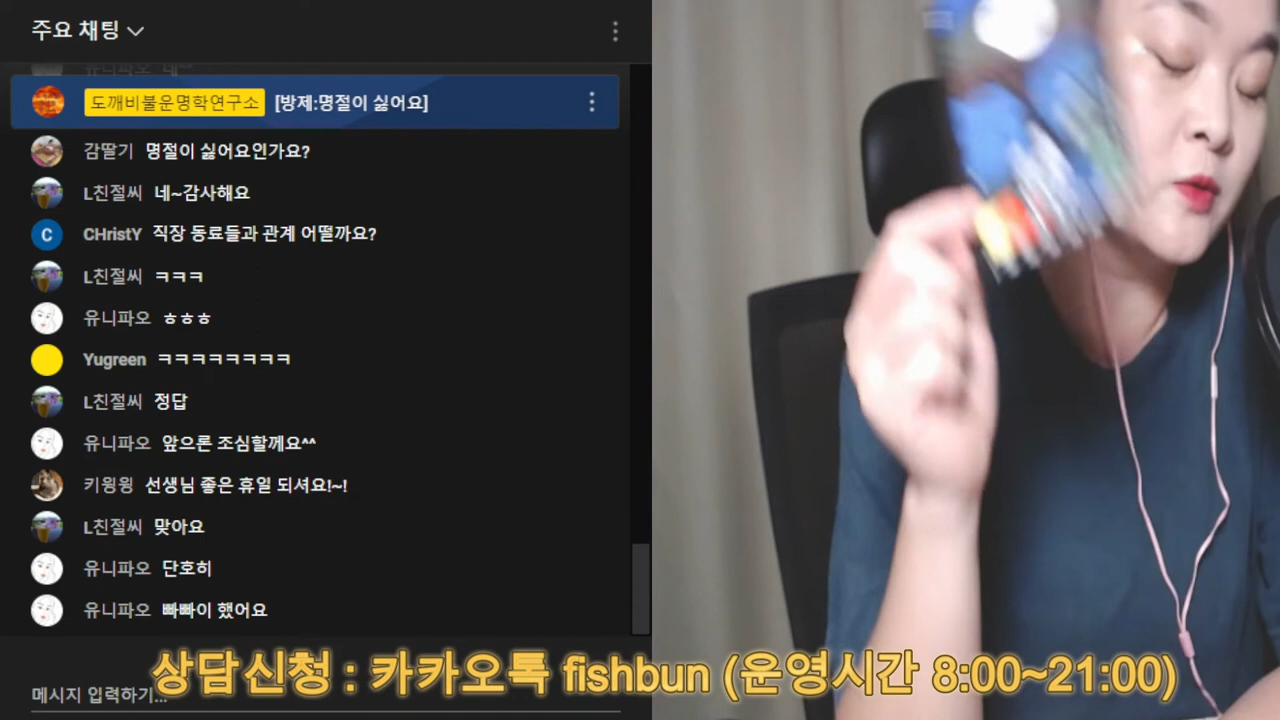 주요 채팅
유니파오 네~
도깨비불운명학연구소 [방제:명절이 싫어요]
감딸기 명절이 싫어요인가요?
L친절씨 네~감사해요
CHristY 직장 동료들과 관계 어떨까요?
L친절씨 ㅋㅋㅋ
유니파오 ㅎㅎㅎ
Yugreen ㅋㅋㅋㅋㅋㅋㅋㅋ
L친절씨 정답
유니파오 앞으론 조심할께요^^
키윙윙 선생님 좋은 휴일 되셔요!~!
L친절씨 맞아요
유니파오 단호히
유니파오 빠빠이 했어요
메시지 입력하기...
상담신청 : 카카오톡 fishbun (운영시간 8:00~21:00)